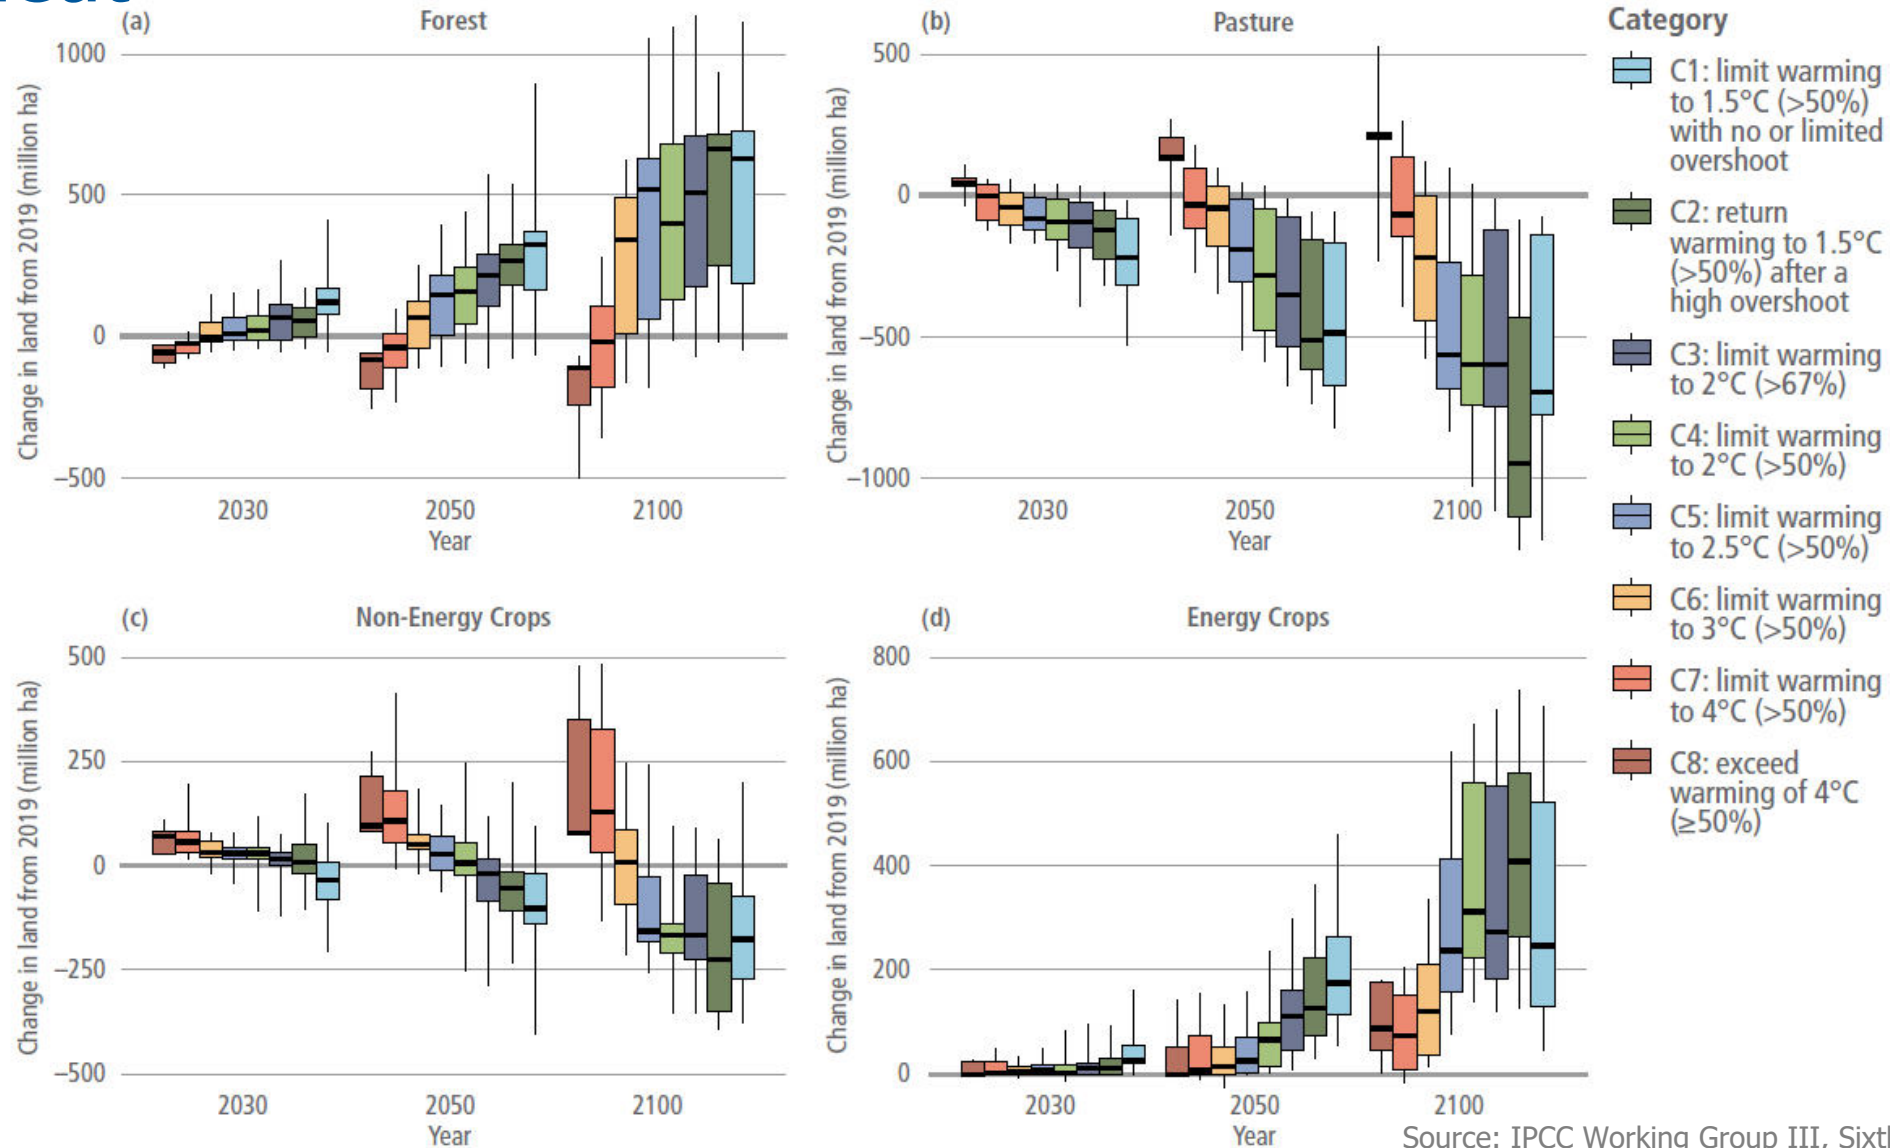 (a)
Forest
Change in land from 2019 (million ha)
1000
500
0
−500
2030 2050 2100
Year
(b)
Pasture
Change in land from 2019 (million ha)
500
0
−500
−1000
2030 2050 2100
Year
(c)
Non-Energy Crops
Change in land from 2019 (million ha)
500
250
0
−250
−500
2030 2050 2100
Year
(d)
Energy Crops
Change in land from 2019 (million ha)
800
600
400
200
0
2030 2050 2100
Year
Category
C1: limit warming
to 1.5°C (>50%)
with no or limited
overshoot
C2: return
warming to 1.5°C
(>50%) after a
high overshoot
C3: limit warming
to 2°C (>67%)
C4: limit warming
to 2°C (>50%)
C5: limit warming
to 2.5°C (>50%)
C6: limit warming
to 3°C (>50%)
C7: limit warming
to 4°C (>50%)
C8: exceed
warming of 4°C
(≥50%)
Source: IPCC Working Group III, Sixt